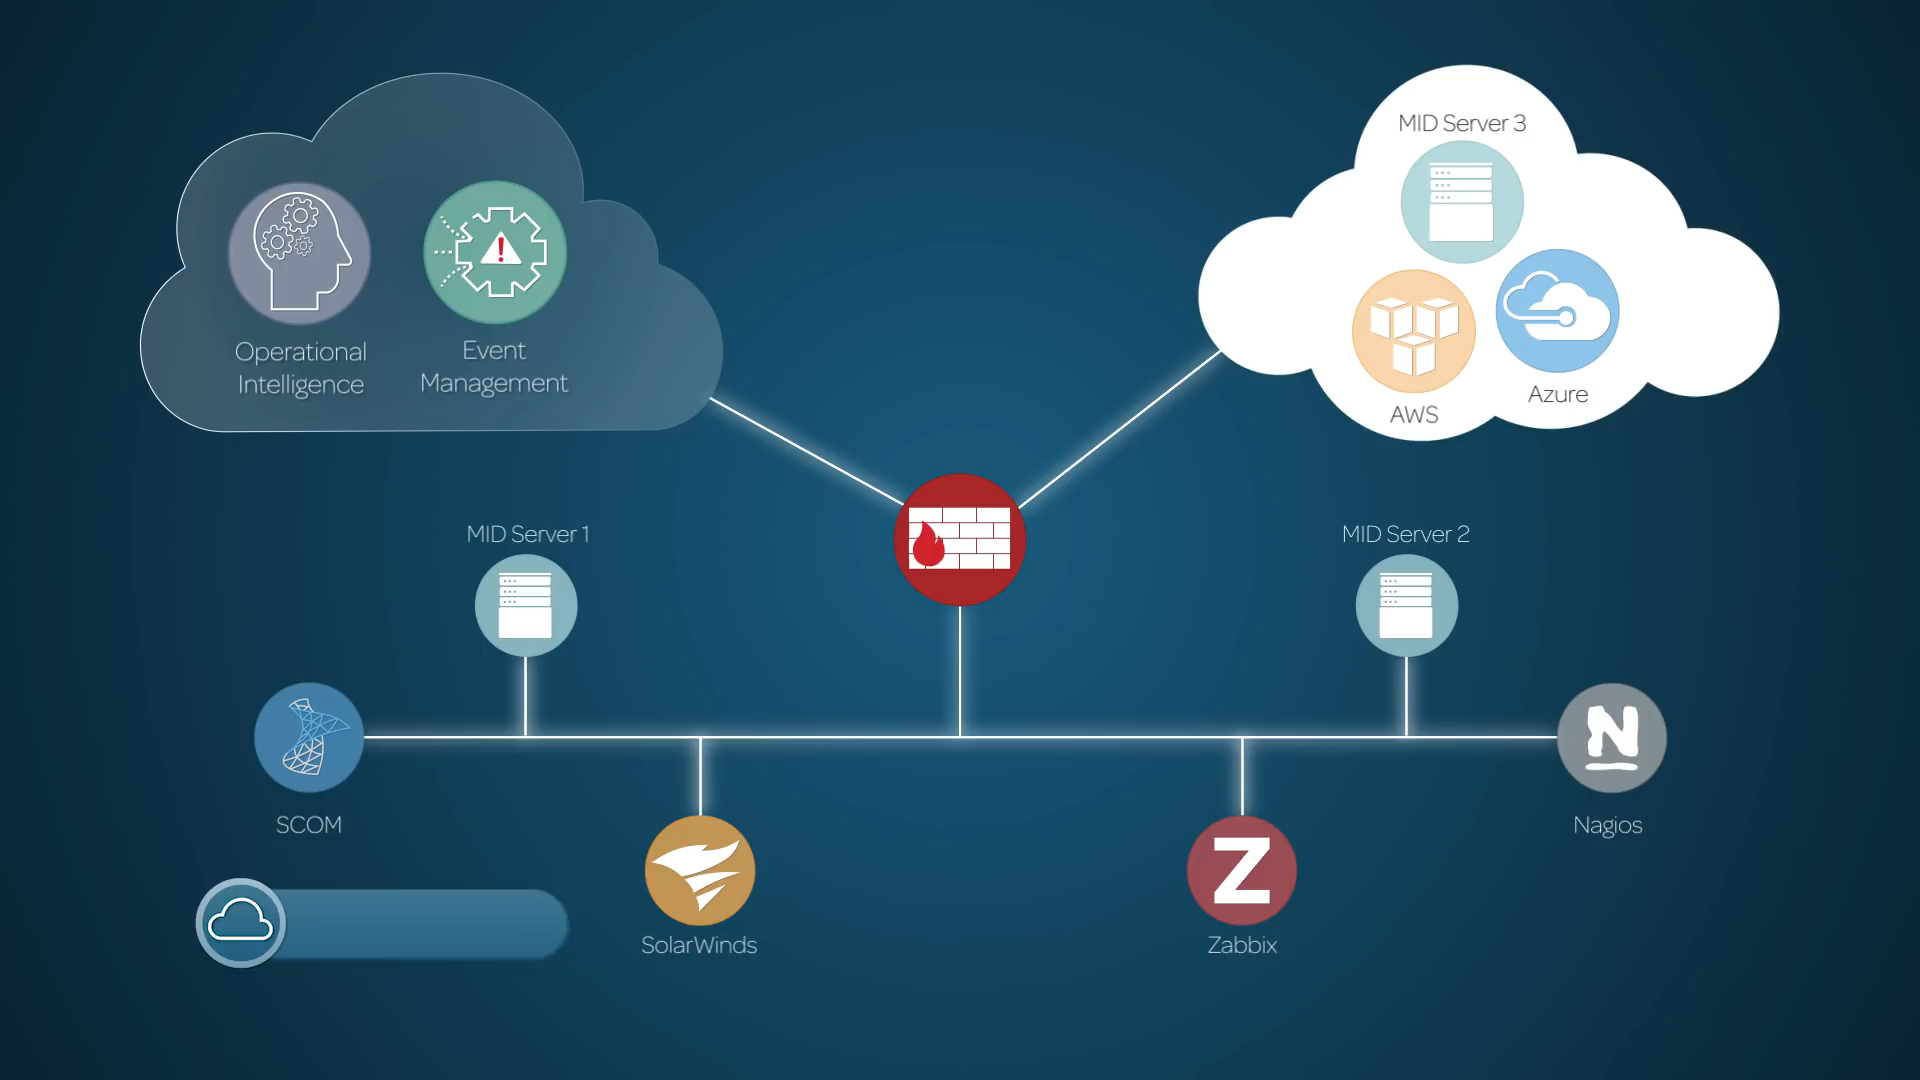 MID Server 3
Operational
Intelligence
Event
Management
AWS
Azure
MID Server 1
MID Server 2
SCOM
N
Nagios
SolarWinds
Z
Zabbix